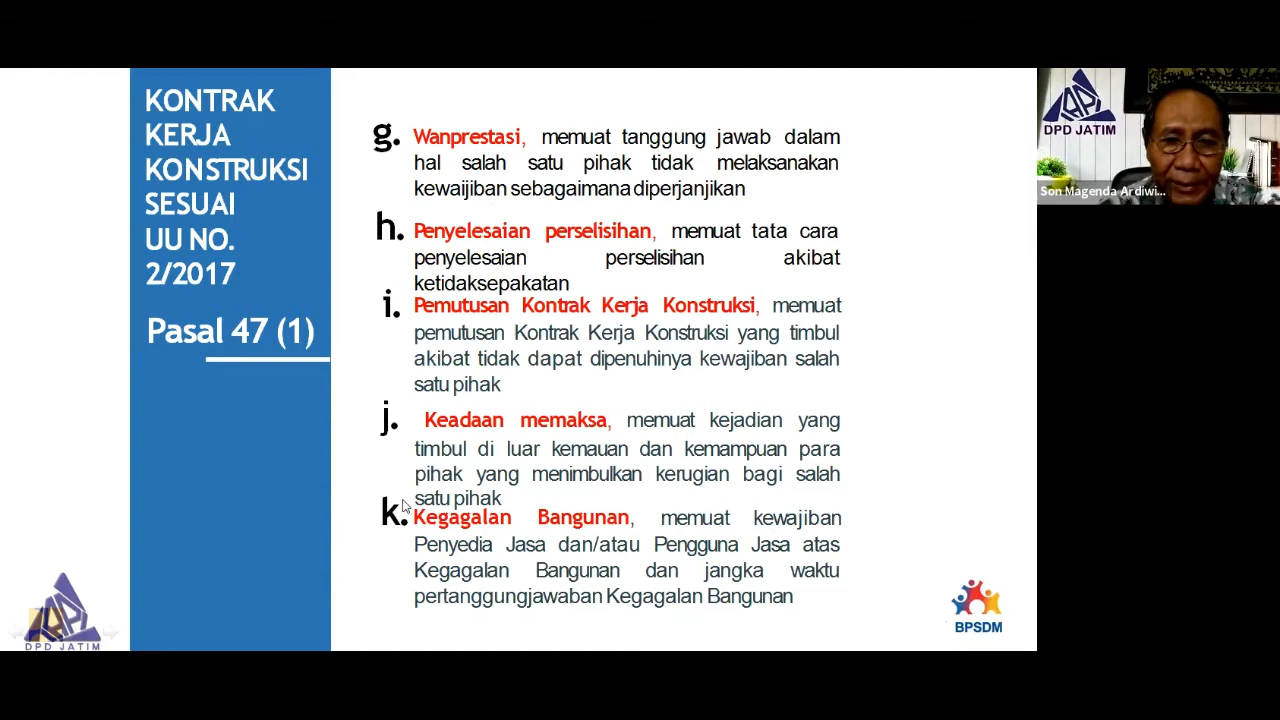 KONTRAK
KERJA
KONSTRUKSI
SESUAI
UU NO.
2/2017
Pasal 47 (1)
g. Wanprestasi, memuat tanggung jawab dalam
hal salah satu pihak tidak melaksanakan
kewaijiban sebagaimana diperjanjikan
h. Penyelesaian perselisihan, memuat tata cara
penyelesaian perselisihan akibat
ketidaksepakatan
i. Pemutusan Kontrak Kerja Konstruksi, memuat
pemutusan Kontrak Kerja Konstruksi yang timbul
akibat tidak dapat dipenuhinya kewajiban salah
satu pihak
j. Keadaan memaksa, memuat kejadian yang
timbul di luar kemauan dan kemampuan para
pihak yang menimbulkan kerugian bagi salah
satu pihak
k. Kegagalan Bangunan, memuat kewajiban
Penyedia Jasa dan/atau Pengguna Jasa atas
Kegagalan Bangunan dan jangka waktu
pertanggungjawaban Kegagalan Bangunan
DPD JATIM
BPSDM
DPD JATIM
Son Magenda Ardiwi...